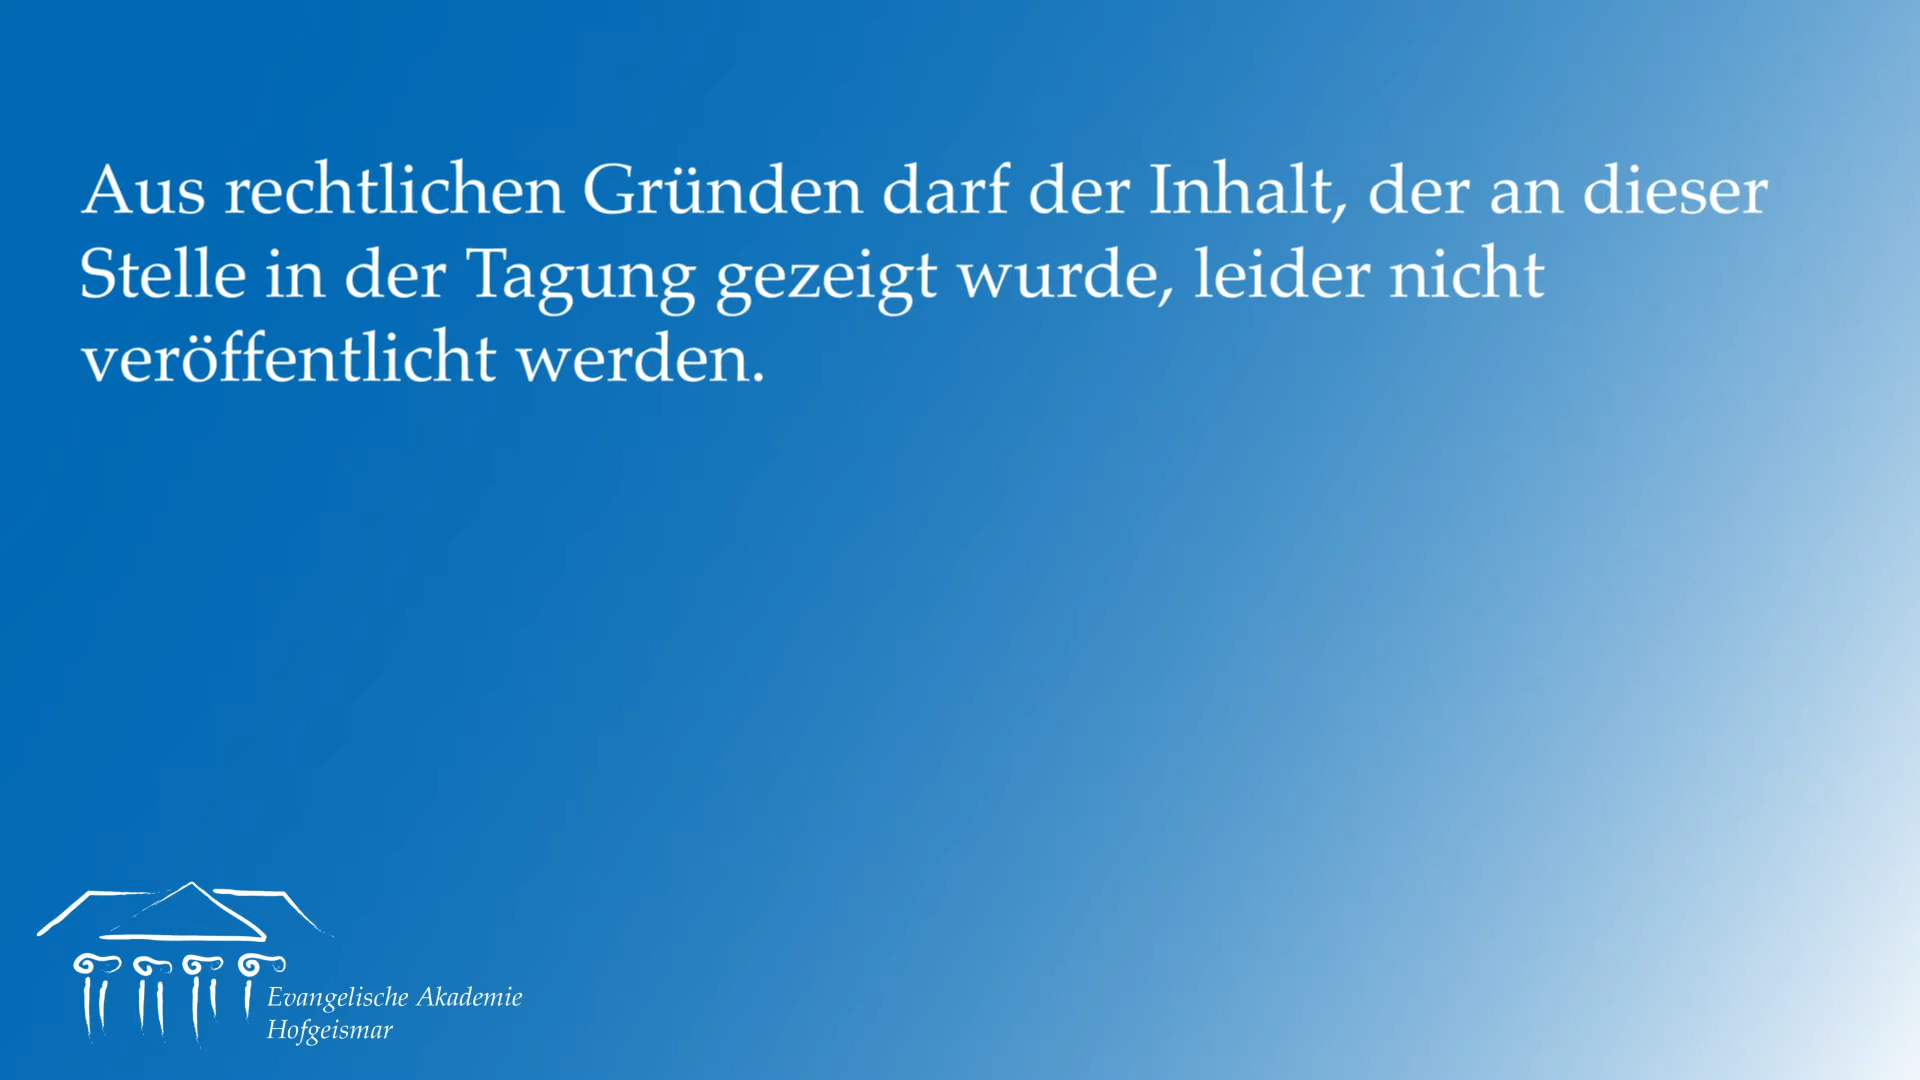 Aus rechtlichen Gründen darf der Inhalt, der an dieser
Stelle in der Tagung gezeigt wurde, leider nicht
veröffentlicht werden.
Evangelische Akademie
Hofgeismar